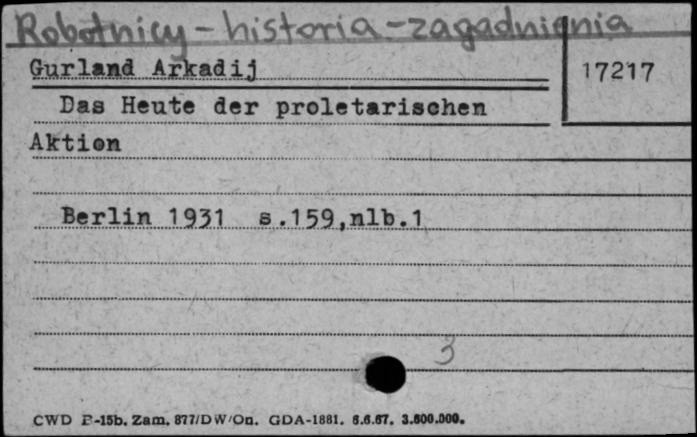 Robotnicy - historia - zagadnienia
Gurland Arkadij
17217
Das Heute der proletarischen
Aktion
Berlin 1931 s.159,nlb.1
3
CWD P-15b. Zam. 877/DW/On. GDA-1881. 6.6.67. 3.600.000.